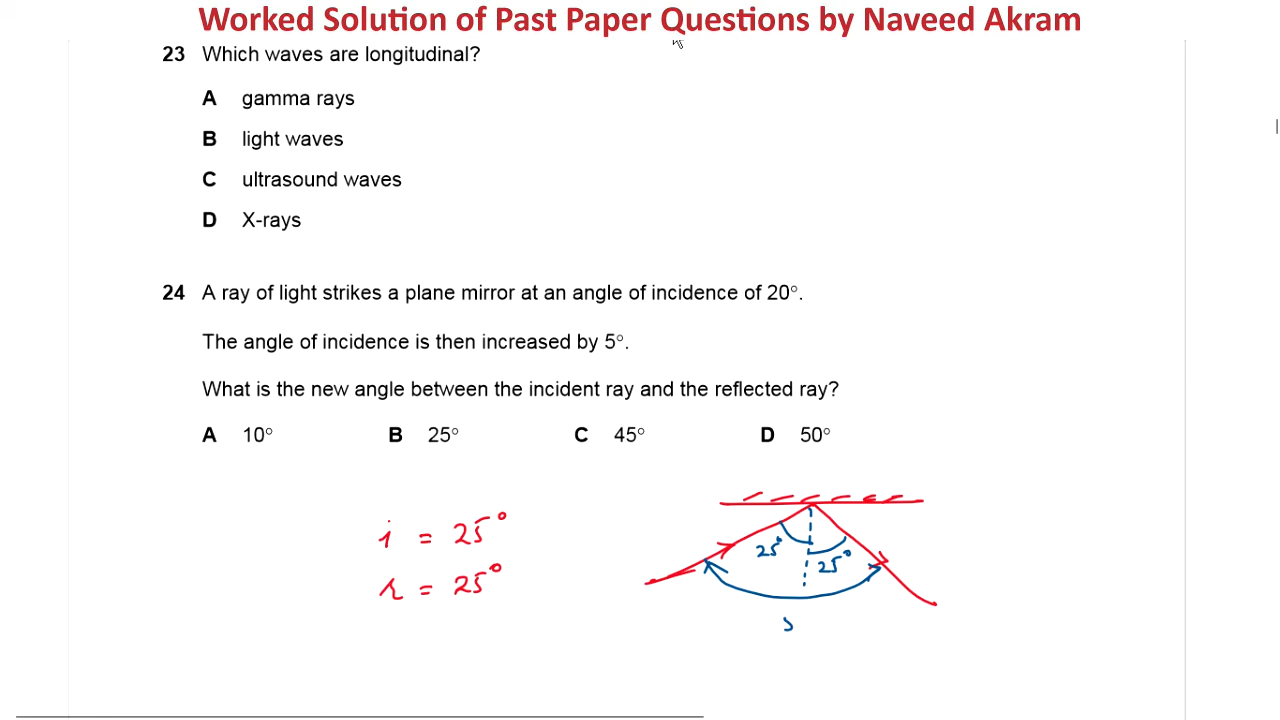 Worked Solution of Past Paper Questions by Naveed Akram
23 Which waves are longitudinal?
A gamma rays
B light waves
C ultrasound waves
D X-rays
24 A ray of light strikes a plane mirror at an angle of incidence of 20°.
The angle of incidence is then increased by 5°.
What is the new angle between the incident ray and the reflected ray?
A 10° B 25° C 45° D 50°
i = 25°
r = 25°
25°
25°